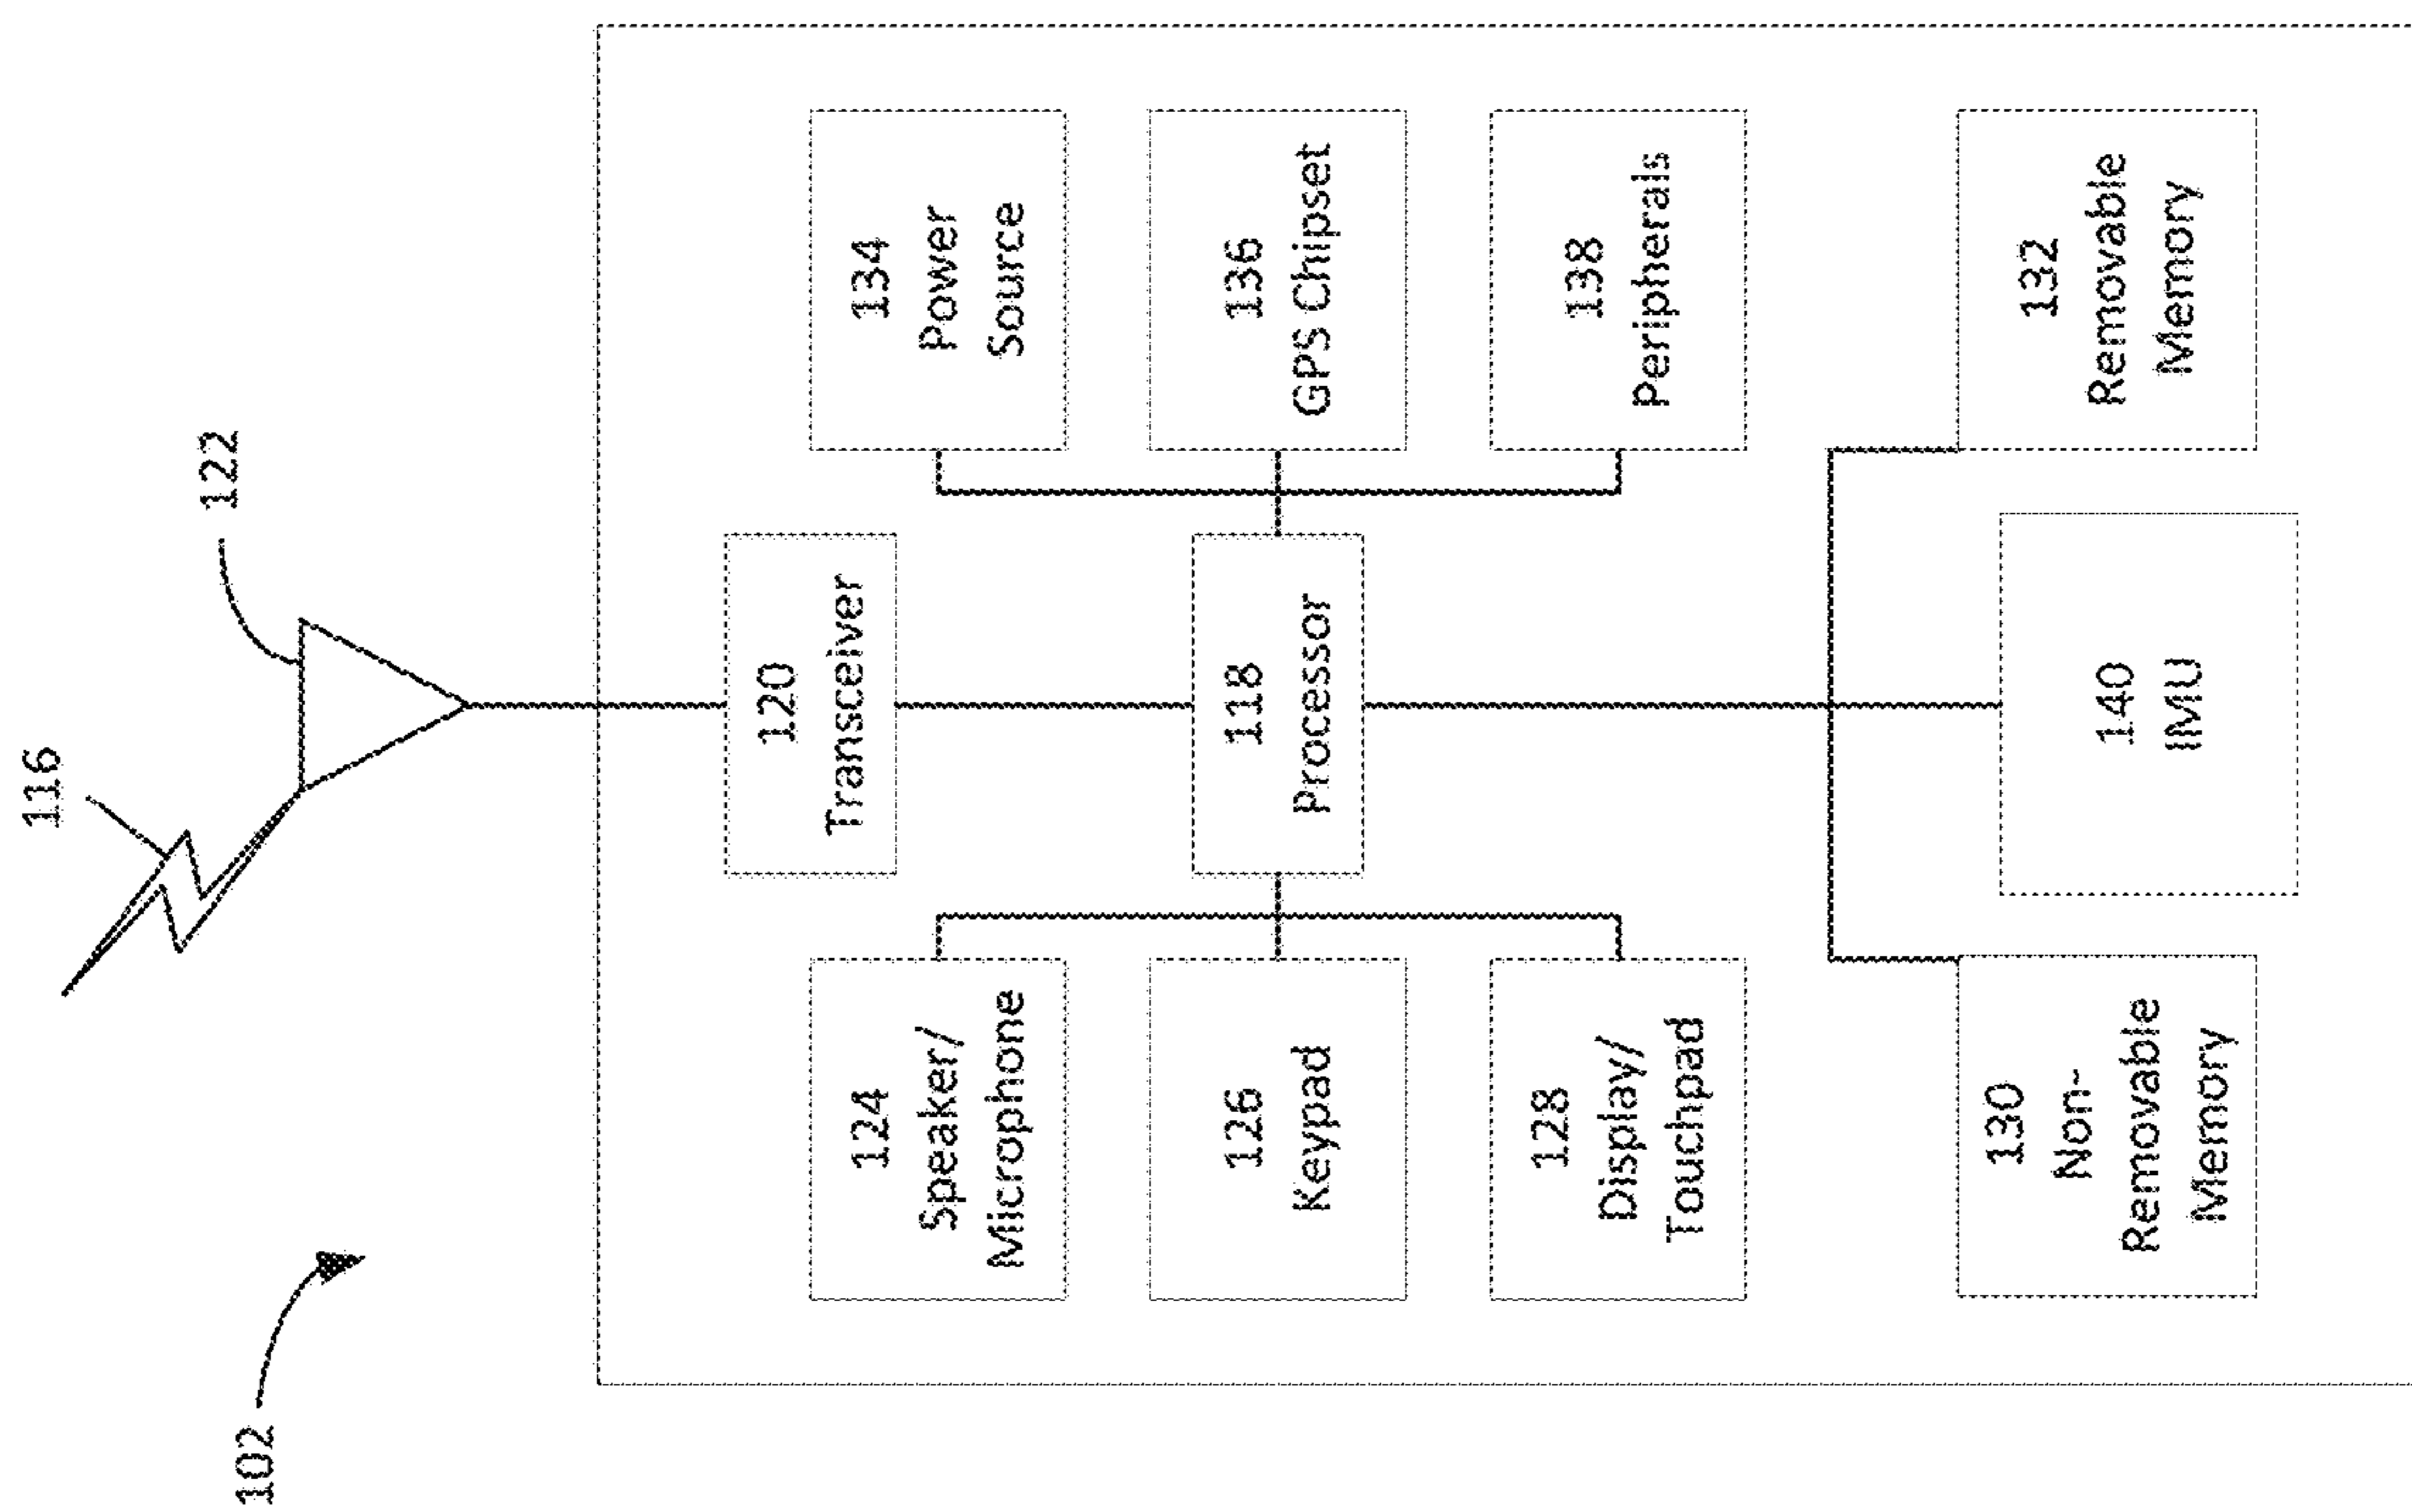 102
116
122
120
Transceiver
124
Speaker/
Microphone
134
Power
Source
126
Keypad
118
Processor
136
GPS Chipset
128
Display/
Touchpad
138
Peripherals
130
Non-
Removable
Memory
140
IMU
132
Removable
Memory